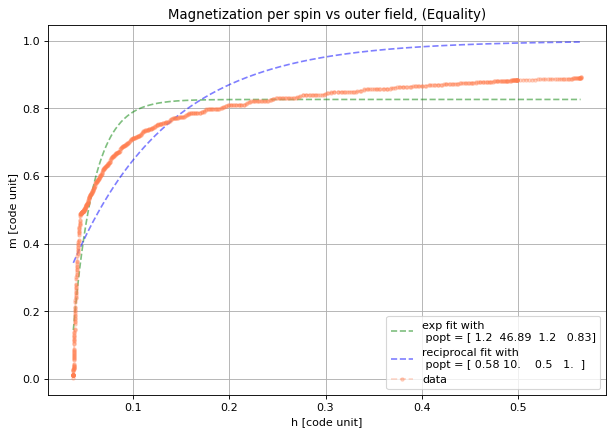 Magnetization per spin vs outer field, (Equality)
1.0
0.8
0.6
0.4
0.2
0.0
m [code unit]
0.1 0.2 0.3 0.4 0.5
h [code unit]
exp fit with
popt = [ 1.2 46.89 1.2 0.83]
reciprocal fit with
popt = [ 0.58 10. 0.5 1. ]
data